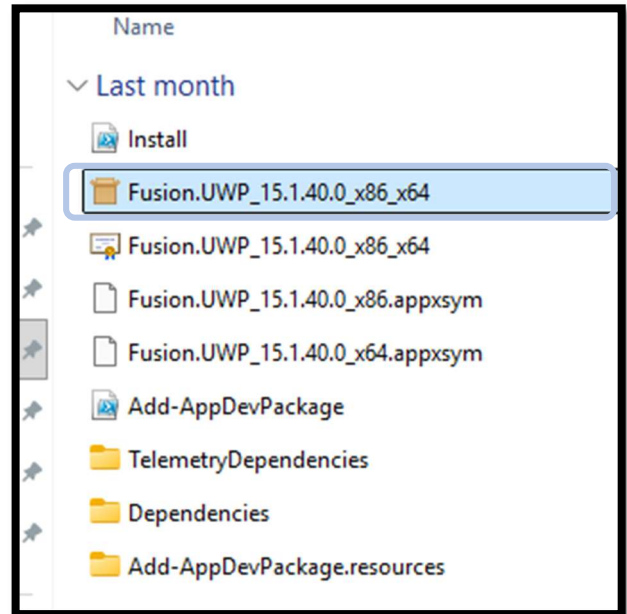 Name
Last month
Install
Fusion.UWP_15.1.40.0_x86_x64
Fusion.UWP_15.1.40.0_x86_x64
Fusion.UWP_15.1.40.0_x86.appxsym
Fusion.UWP_15.1.40.0_x64.appxsym
Add-AppDevPackage
TelemetryDependencies
Dependencies
Add-AppDevPackage.resources